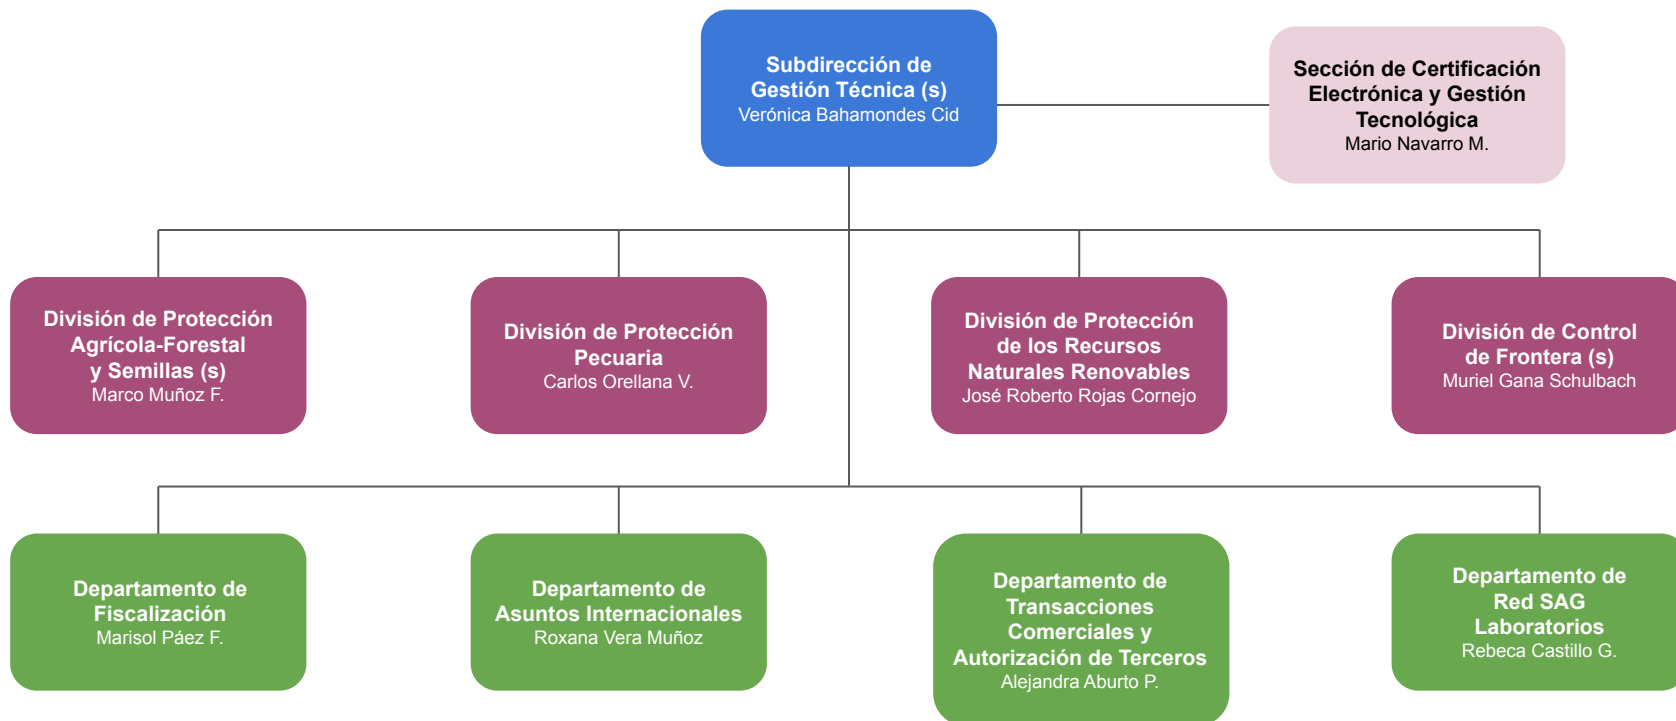 Subdirección de
Gestión Técnica (s)
Verónica Bahamondes Cid
Sección de Certificación
Electrónica y Gestión
Tecnológica
Mario Navarro M.
División de Protección
Agrícola-Forestal
y Semillas (s)
Marco Muñoz F.
División de Protección
Pecuaria
Carlos Orellana V.
División de Protección
de los Recursos
Naturales Renovables
José Roberto Rojas Cornejo
División de Control
de Frontera (s)
Muriel Gana Schulbach
Departamento de
Fiscalización
Marisol Páez F.
Departamento de
Asuntos Internacionales
Roxana Vera Muñoz
Departamento de
Transacciones
Comerciales y
Autorización de Terceros
Alejandra Aburto P.
Departamento de
Red SAG
Laboratorios
Rebeca Castillo G.